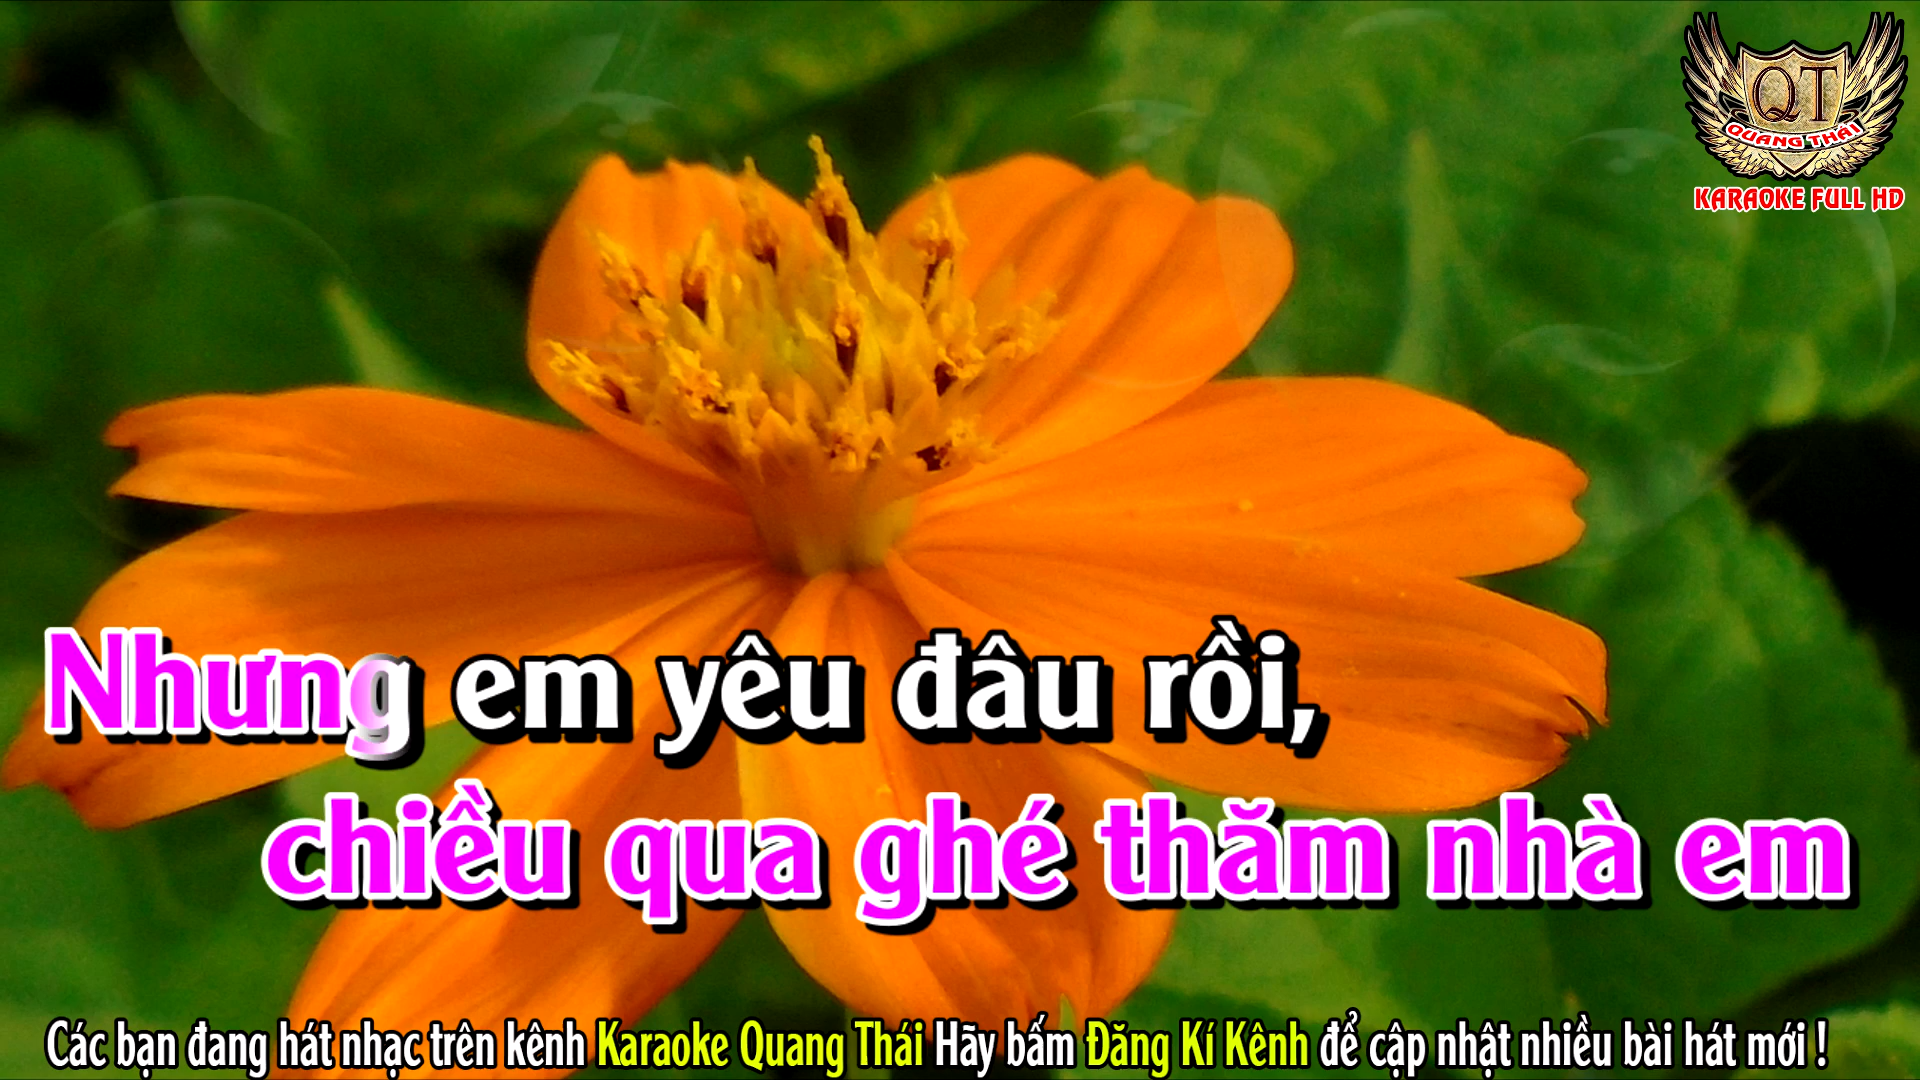 QT
QUANG THÁI
KARAOKE FULL HD
Nhưng em yêu đâu rồi,
chiều qua ghé thăm nhà em
Các bạn đang hát nhạc trên kênh Karaoke Quang Thái Hãy bấm Đăng Kí Kênh để cập nhật nhiều bài hát mới !